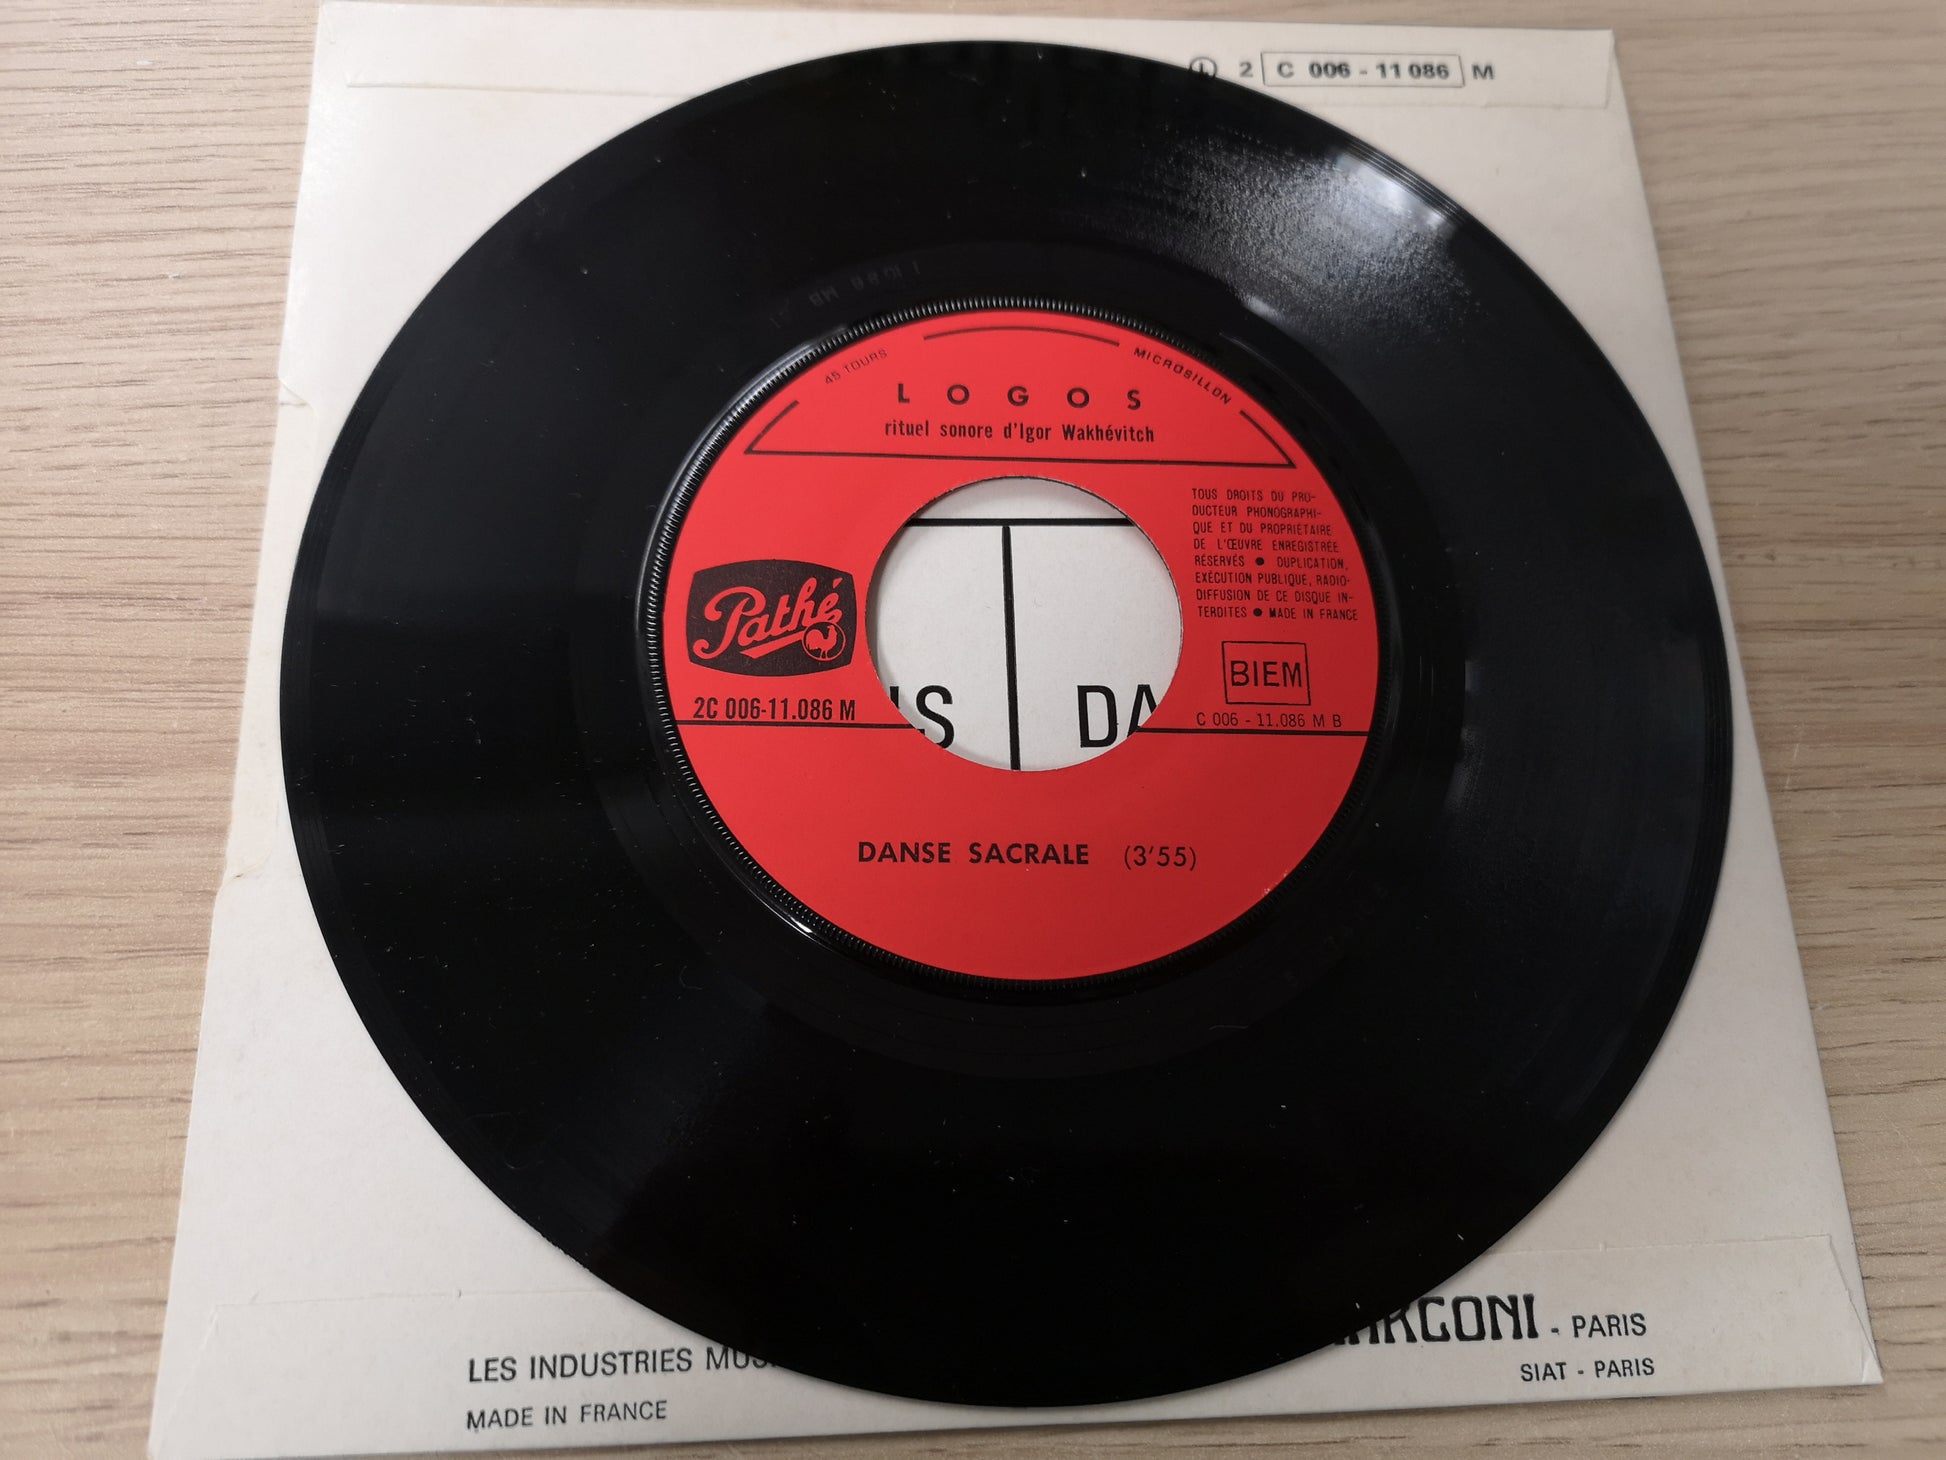 2 C 006 - 11 086 M
45 TOURS
MICROSILLON
LOGOS
rituel sonore d'Igor Wakhévitch
TOUS DROITS DU PRO-
DUCTEUR PHONOGRAPHI-
QUE ET DU PROPRIÉTAIRE
DE L'ŒUVRE ENREGISTRÉE
RÉSERVÉS ● DUPLICATION,
EXÉCUTION PUBLIQUE, RADIO-
DIFFUSION DE CE DISQUE IN-
TERDITES ● MADE IN FRANCE
Pathé
BIEM
2C 006-11.086 M
C 006 - 11.086 M B
DANSE SACRALE (3'55)
LES INDUSTRIES
- PARIS
SIAT - PARIS
MADE IN FRANCE